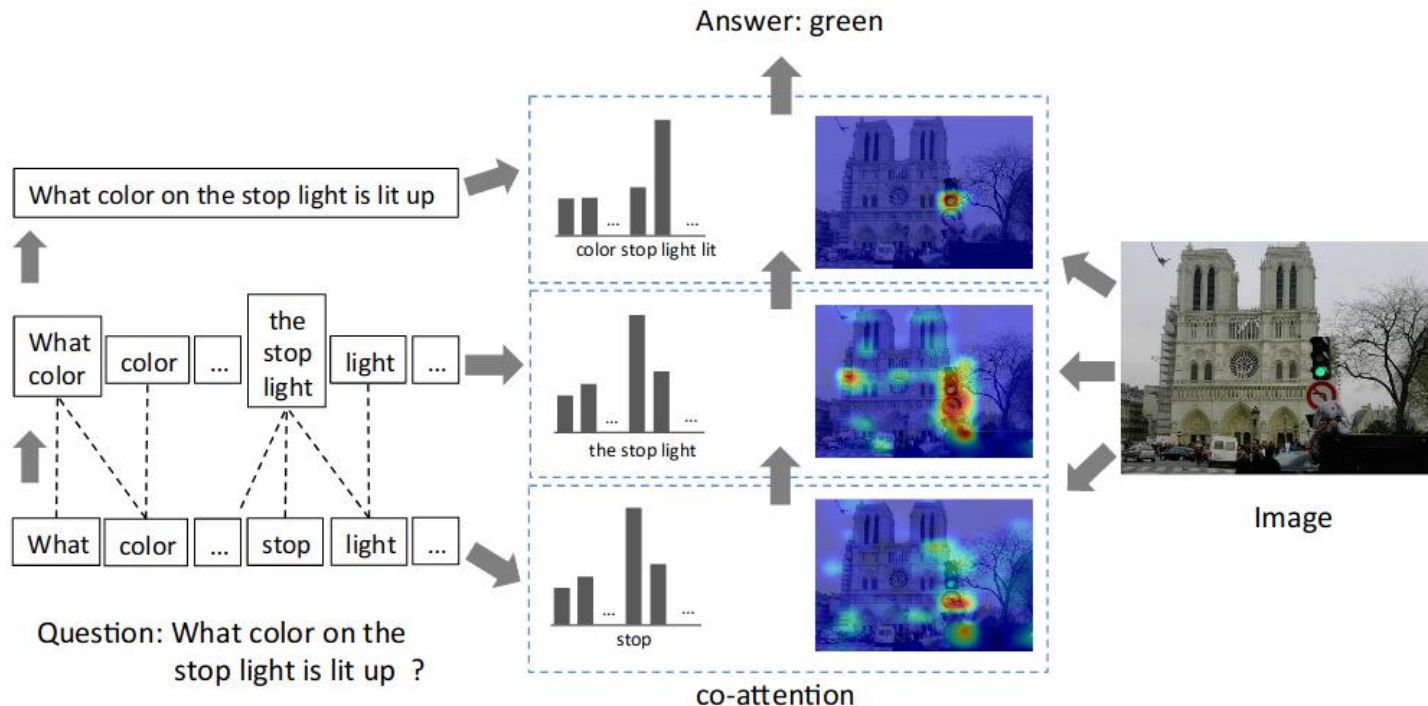 Answer: green
What color on the stop light is lit up
...
...
color stop light lit
What
color
color
...
the
stop
light
light
...
...
...
the stop light
What
color
...
stop
light
...
...
...
stop
Image
Question: What color on the
stop light is lit up ?
co-attention